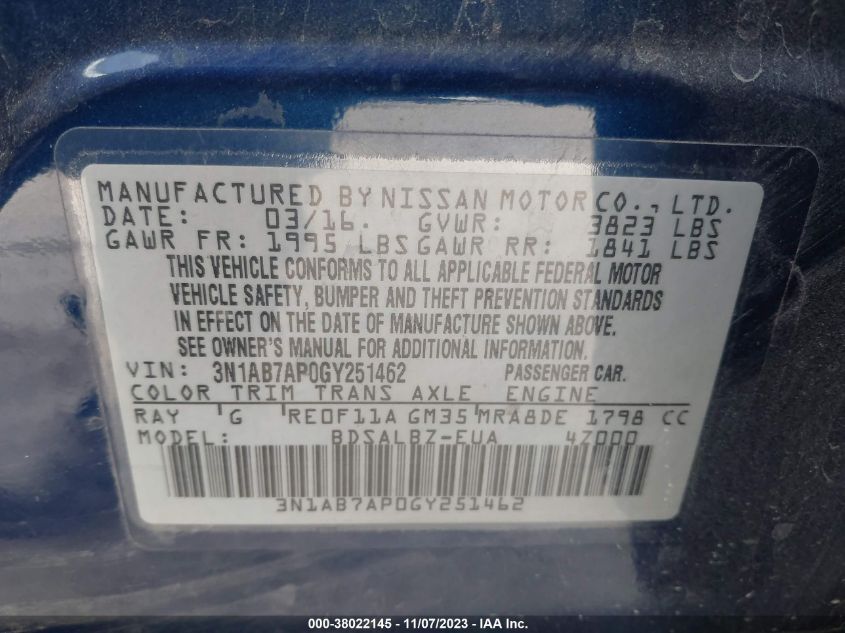 MANUFACTURED BY NISSAN MOTOR CO., LTD.
DATE: 03/16. GVWR: 3823 LBS
GAWR FR: 1995 LBS GAWR RR: 1841 LBS
THIS VEHICLE CONFORMS TO ALL APPLICABLE FEDERAL MOTOR
VEHICLE SAFETY, BUMPER AND THEFT PREVENTION STANDARDS
IN EFFECT ON THE DATE OF MANUFACTURE SHOWN ABOVE.
SEE OWNER'S MANUAL FOR ADDITIONAL INFORMATION.
VIN: 3N1AB7AP0GY251462 PASSENGER CAR.
COLOR TRIM TRANS AXLE ENGINE
RAY 'G 'RE0F11A GM35'MRA8DE 1798 CC
MODEL: BDSALBZ-EUA 4Z000
3N1AB7AP0GY251462
000-38022145 - 11/07/2023 - IAA Inc.